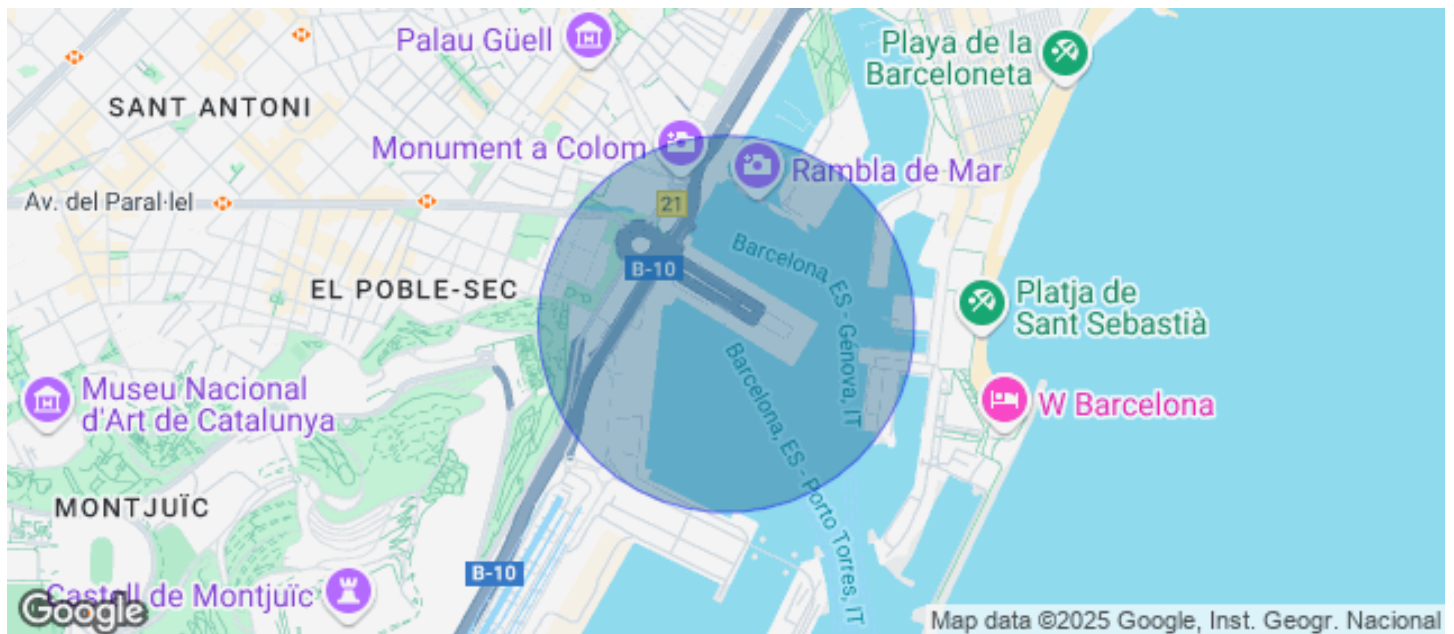 Palau Güell
Playa de la
Barceloneta
SANT ANTONI
Monument a Colom
Rambla de Mar
Av. del Paral·lel
21
Barcelona, ES - Génova, IT
B-10
EL POBLE-SEC
Platja de
Sant Sebastià
Barcelona, ES - Porto Torres, IT
Museu Nacional
d'Art de Catalunya
W Barcelona
MONTJUÏC
B-10
Castell de Montjuïc
Google
Map data ©2025 Google, Inst. Geogr. Nacional